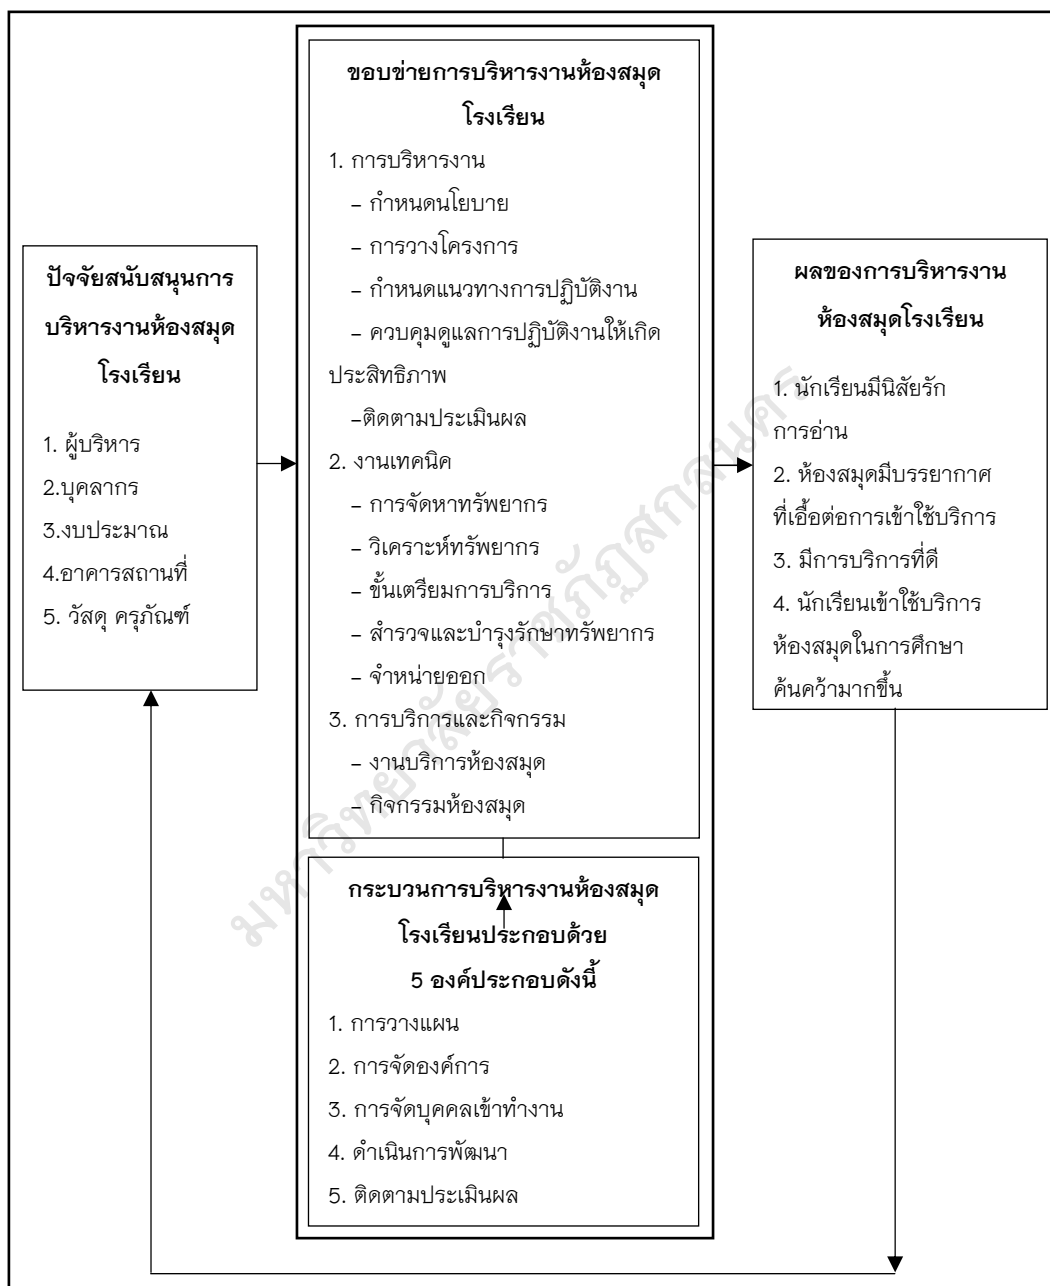 ปัจจัยสนับสนุนการ
บริหารงานห้องสมุด
โรงเรียน
1. ผู้บริหาร
2.บุคลากร
3.งบประมาณ
4.อาคารสถานที่
5. วัสดุ ครุภัณฑ์
ขอบข่ายการบริหารงานห้องสมุด
โรงเรียน
1. การบริหารงาน
– กำหนดนโยบาย
– การวางโครงการ
– กำหนดแนวทางการปฏิบัติงาน
– ควบคุมดูแลการปฏิบัติงานให้เกิด
ประสิทธิภาพ
–ติดตามประเมินผล
2. งานเทคนิค
– การจัดหาทรัพยากร
– วิเคราะห์ทรัพยากร
– ขั้นเตรียมการบริการ
– สำรวจและบำรุงรักษาทรัพยากร
– จำหน่ายออก
3. การบริการและกิจกรรม
– งานบริการห้องสมุด
– กิจกรรมห้องสมุด
กระบวนการบริหารงานห้องสมุด
โรงเรียนประกอบด้วย
5 องค์ประกอบดังนี้
1. การวางแผน
2. การจัดองค์การ
3. การจัดบุคคลเข้าทำงาน
4. ดำเนินการพัฒนา
5. ติดตามประเมินผล
ผลของการบริหารงาน
ห้องสมุดโรงเรียน
1. นักเรียนมีนิสัยรัก
การอ่าน
2. ห้องสมุดมีบรรยากาศ
ที่เอื้อต่อการเข้าใช้บริการ
3. มีการบริการที่ดี
4. นักเรียนเข้าใช้บริการ
ห้องสมุดในการศึกษา
ค้นคว้ามากขึ้น
มหาวิทยาลัยราชภัฏสกลนคร